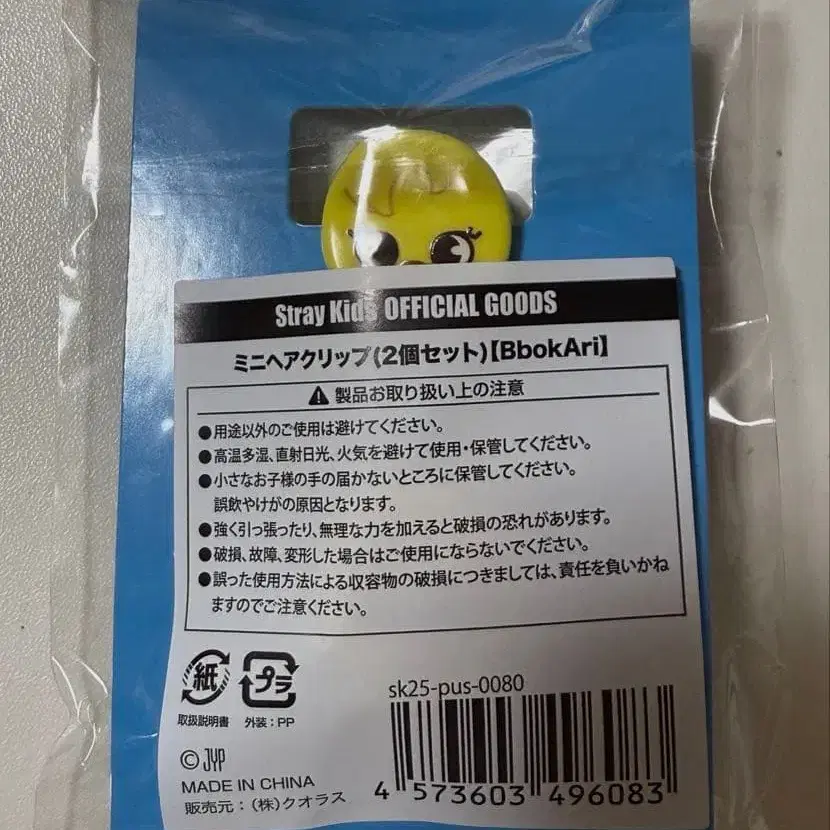 Stray Kids OFFICIAL GOODS
ミニヘアクリップ(2個セット)【BbokAri】
製品お取り扱い上の注意
●用途以外のご使用は避けてください。
●高温多湿、直射日光、火気を避けて使用・保管してください。
●小さなお子様の手の届かないところに保管してください。
誤飲やけがの原因となります。
●強く引っ張ったり、無理な力を加えると破損の恐れがあります。
●破損、故障、変形した場合はご使用にならないでください。
●誤った使用方法による収容物の破損につきましては、責任を負いかね
ますのでご注意ください。
紙
プラ
取扱説明書
外装:PP
sk25-pus-0080
© JYP
MADE IN CHINA
販売元:(株)クオラス
4 573603 496083